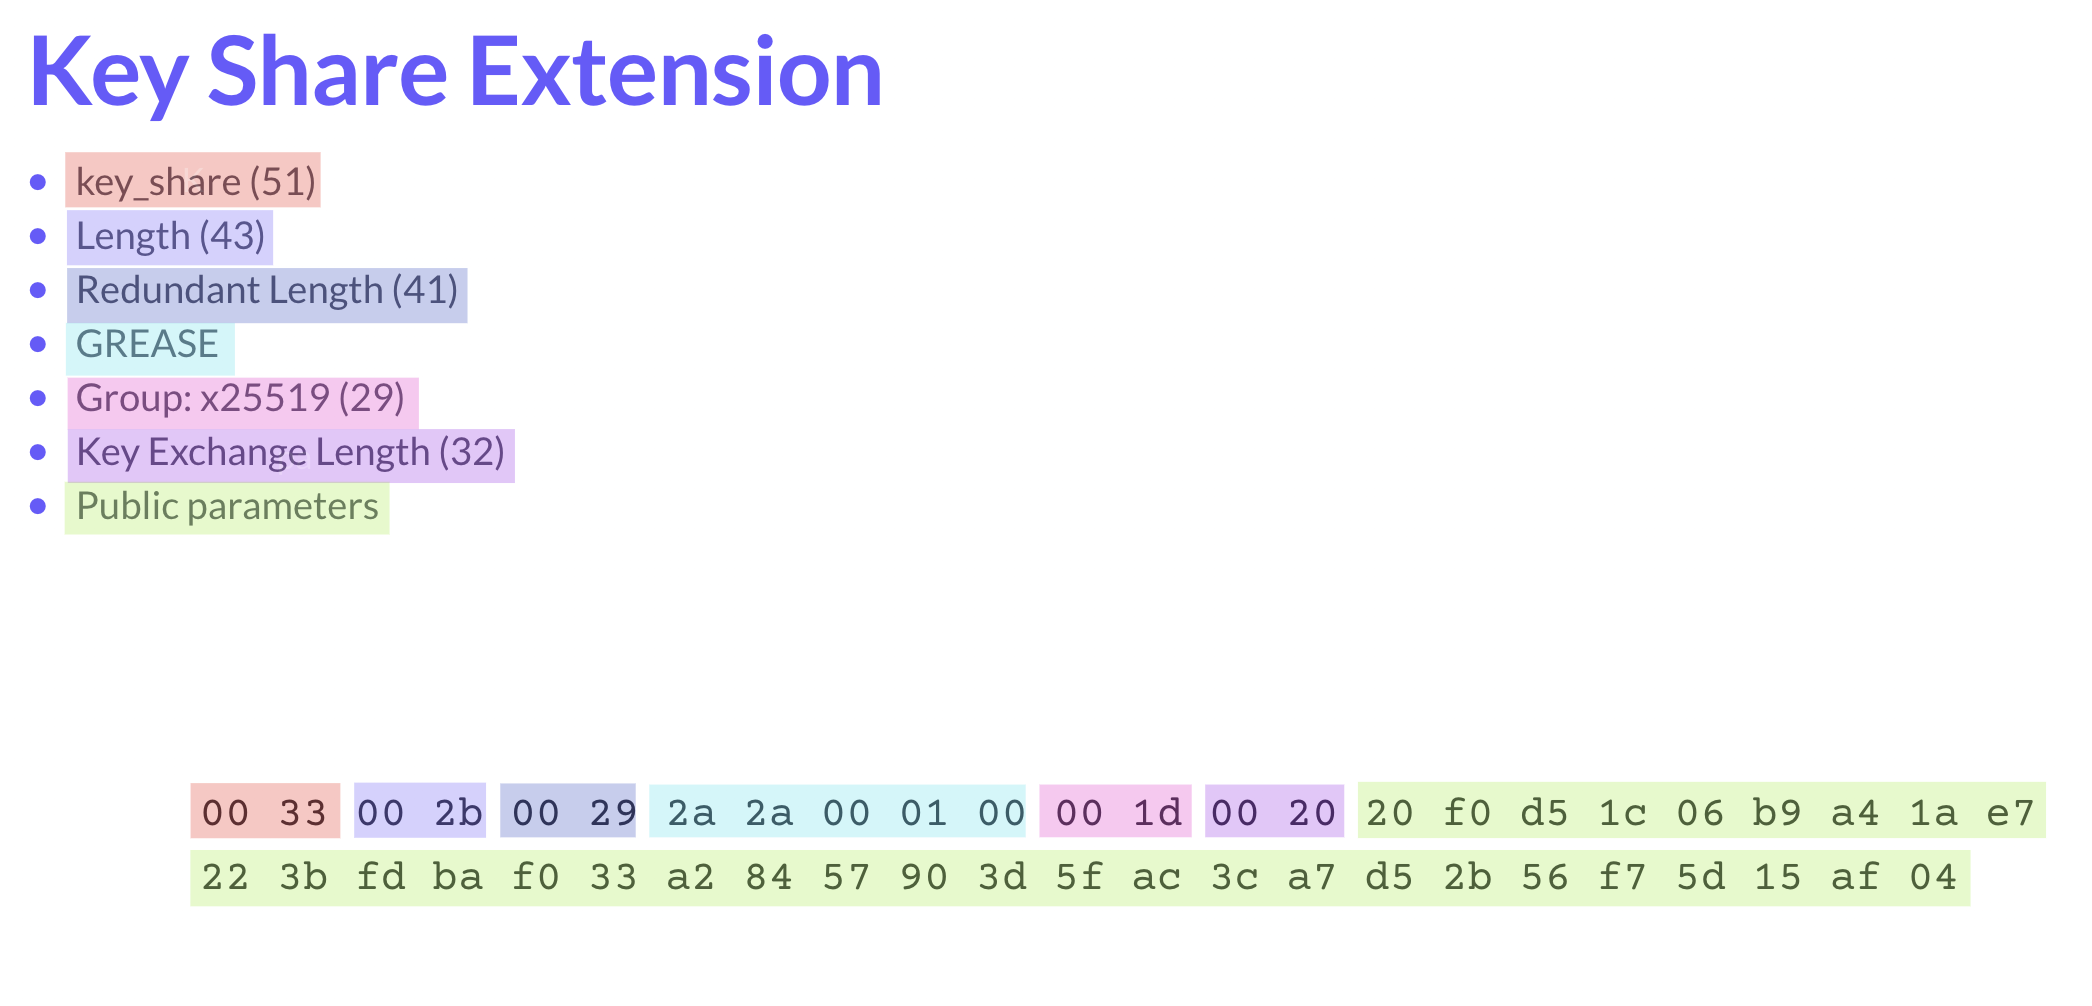 Key Share Extension
key_share (51)
Length (43)
Redundant Length (41)
GREASE
Group: x25519 (29)
Key Exchange Length (32)
Public parameters
00 33 00 2b 00 29 2a 2a 00 01 00 00 1d 00 20 20 f0 d5 1c 06 b9 a4 1a e7
22 3b fd ba f0 33 a2 84 57 90 3d 5f ac 3c a7 d5 2b 56 f7 5d 15 af 04